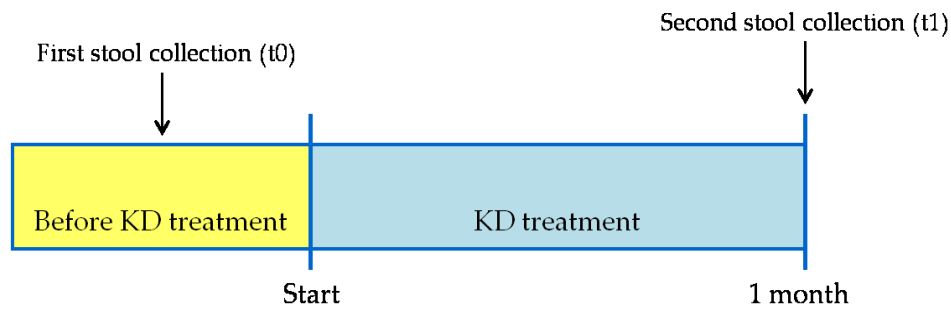 Second stool collection (t1)
First stool collection (t0)
Before KD treatment
KD treatment
Start
1 month